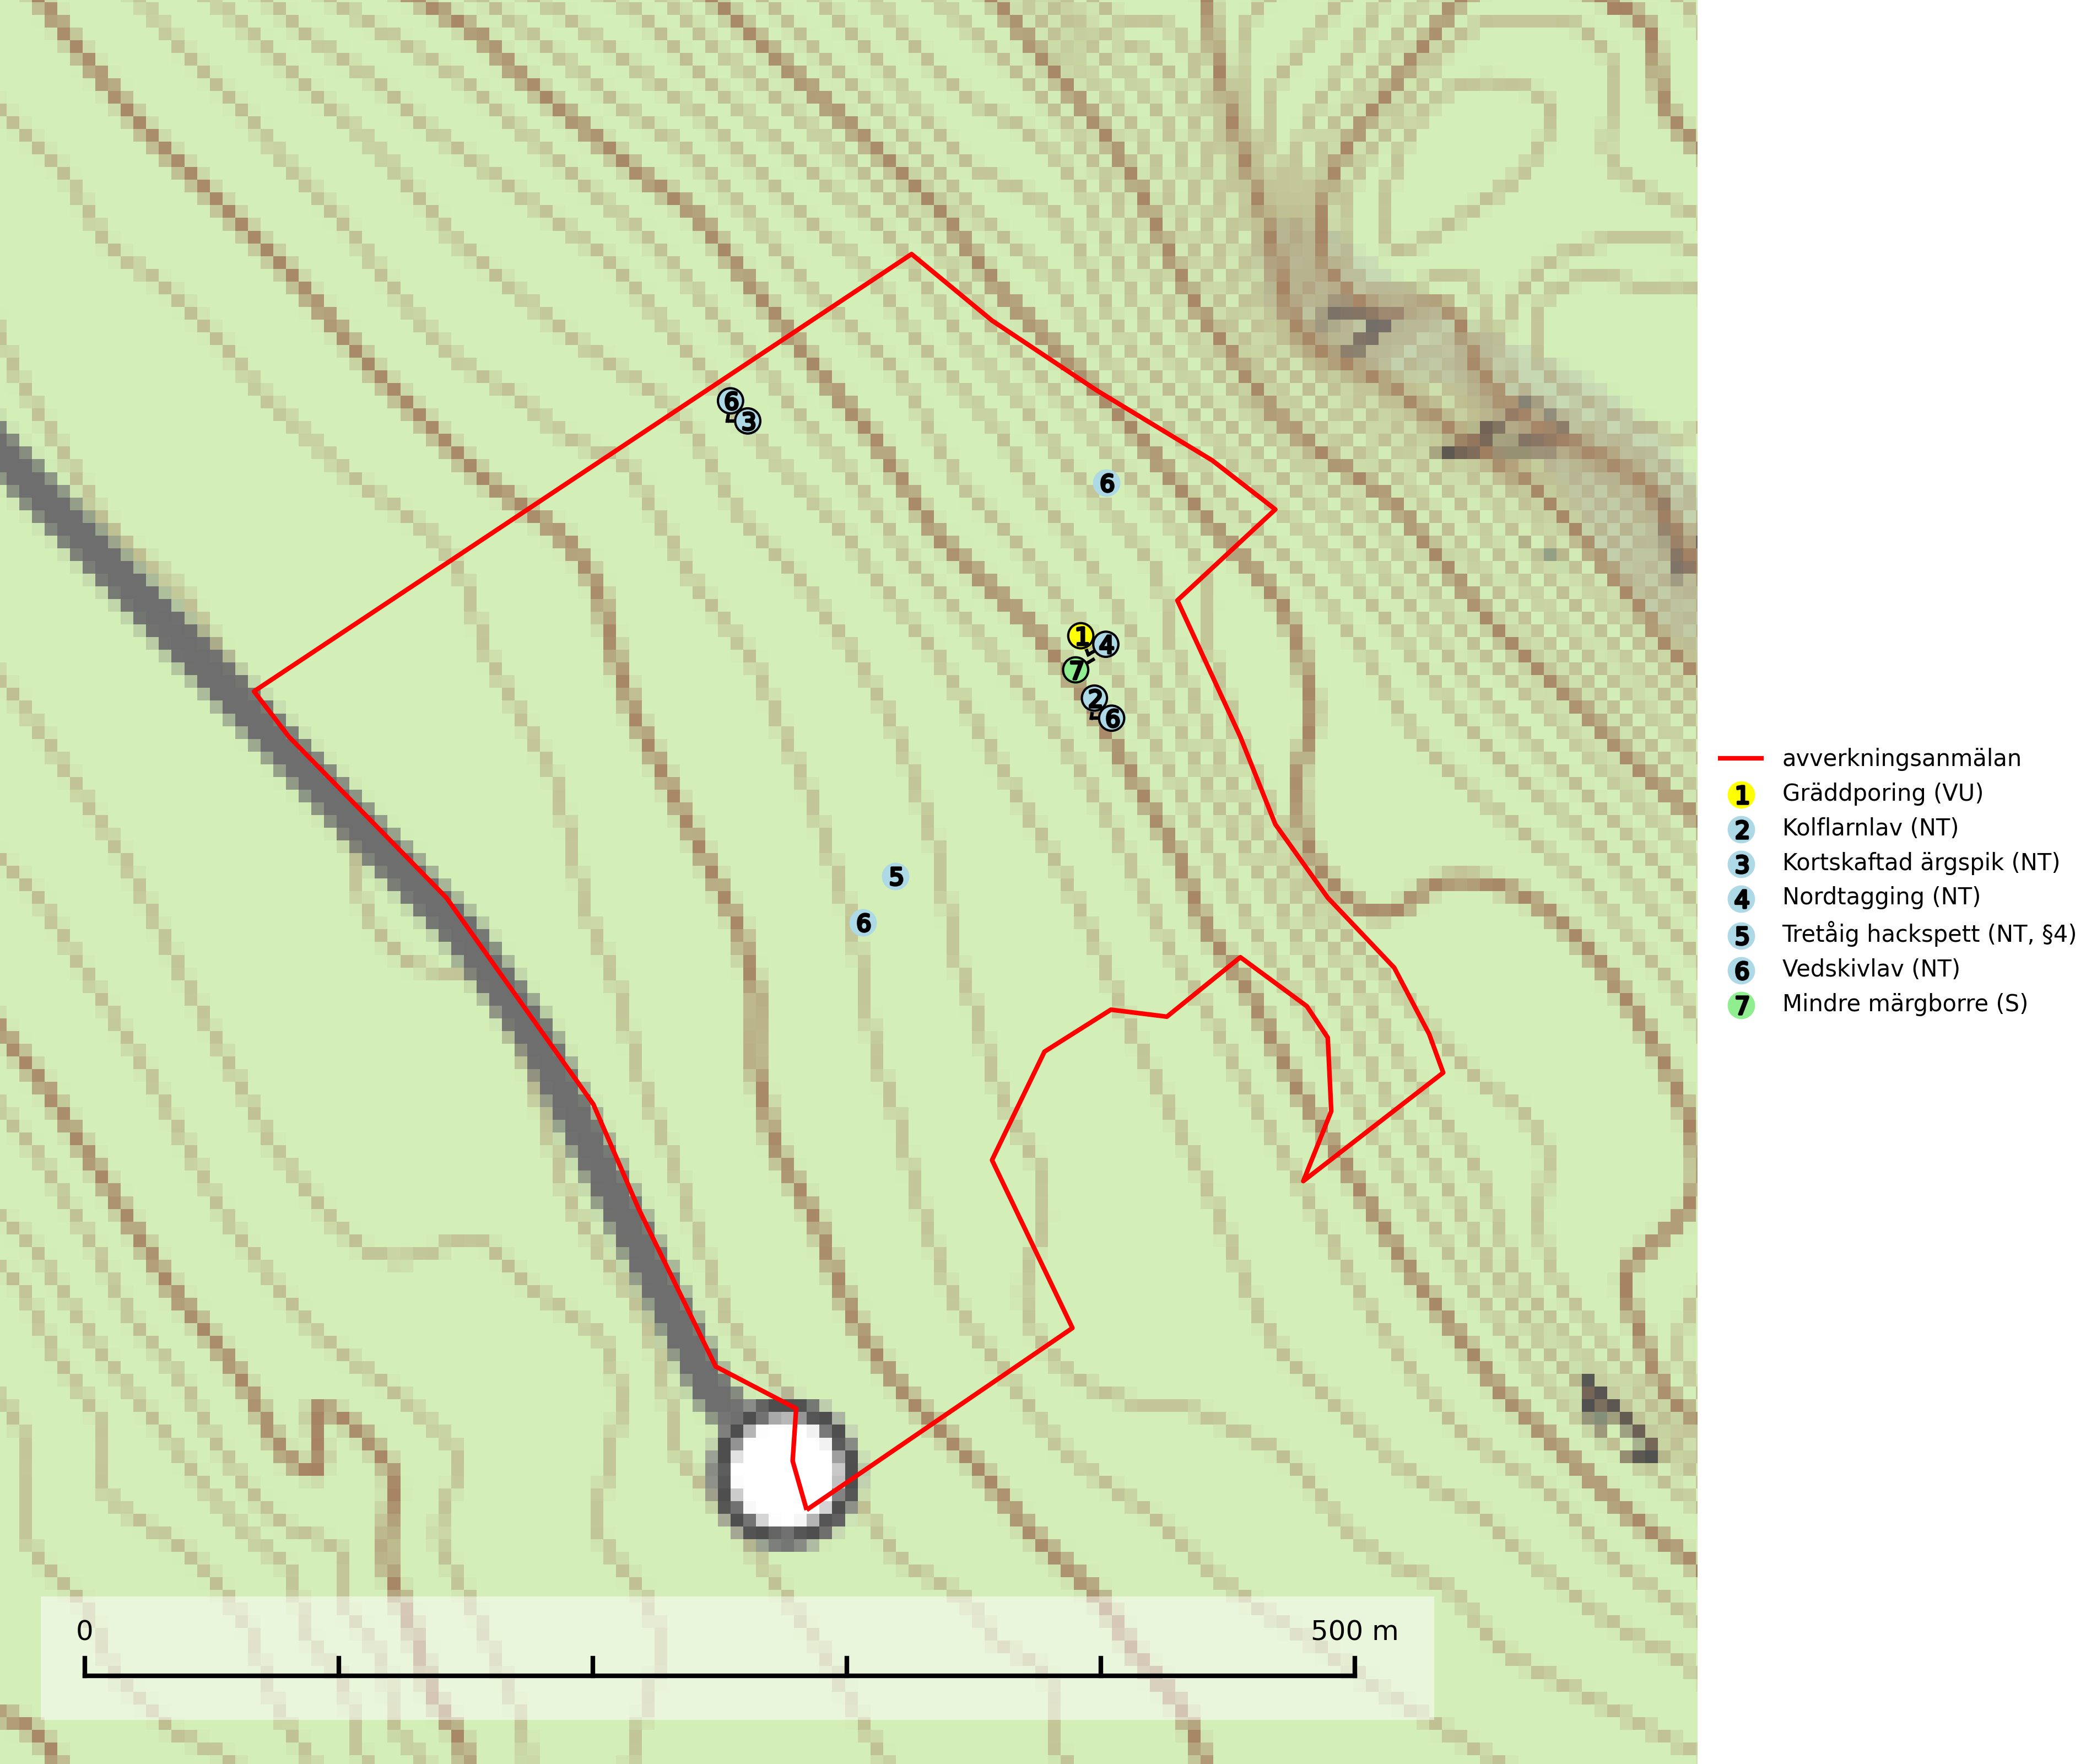 6
3
6
1
4
7
2
6
5
6
avverkningsanmälan
1 Gräddporing (VU)
2 Kolflarnlav (NT)
3 Kortskaftad ärgspik (NT)
4 Nordtagging (NT)
5 Tretåig hackspett (NT, §4)
6 Vedskivlav (NT)
7 Mindre märgborre (S)
0 500 m